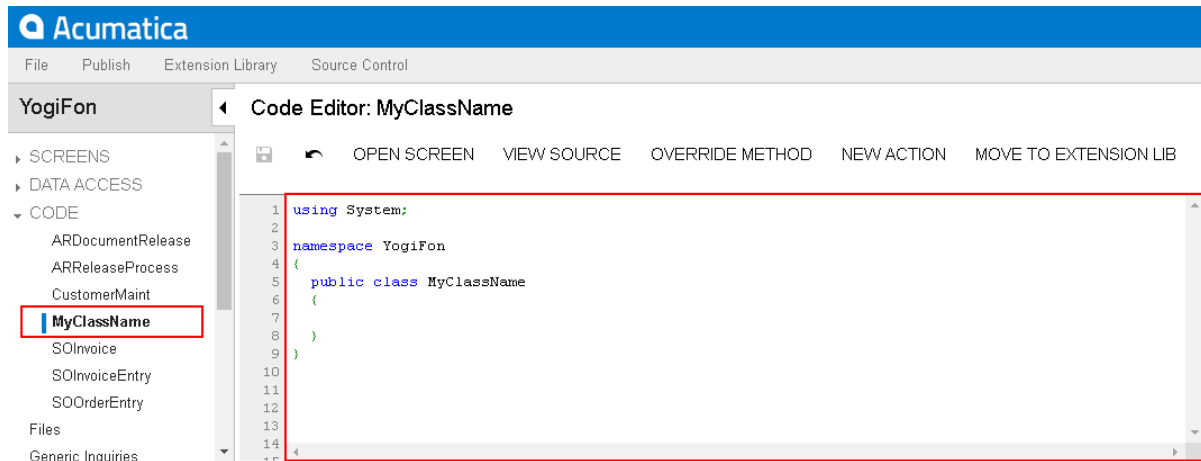 Acumatica
File Publish Extension Library Source Control
YogiFon
Code Editor: MyClassName
OPEN SCREEN VIEW SOURCE OVERRIDE METHOD NEW ACTION MOVE TO EXTENSION LIB
SCREENS
DATA ACCESS
CODE
ARDocumentRelease
ARReleaseProcess
CustomerMaint
MyClassName
SOInvoice
SOInvoiceEntry
SOOrderEntry
Files
Generic Inquiries
1 using System;
2
3 namespace YogiFon
4 {
5 public class MyClassName
6 {
7
8 }
9 }
10
11
12
13
14
15